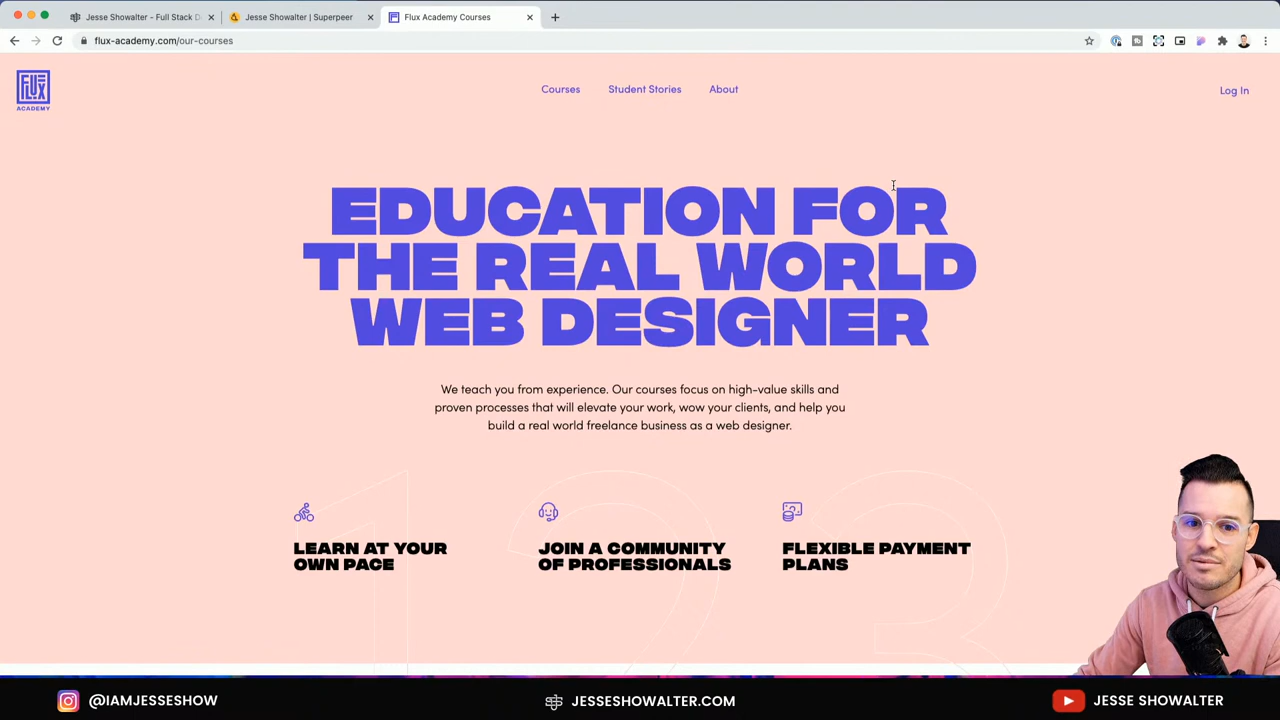 Jesse Showalter - Full Stack D
Jesse Showalter | Superpeer
Flux Academy Courses
flux-academy.com/our-courses
FLUX
ACADEMY
Courses
Student Stories
About
Log In
EDUCATION FOR
THE REAL WORLD
WEB DESIGNER
We teach you from experience. Our courses focus on high-value skills and
proven processes that will elevate your work, wow your clients, and help you
build a real world freelance business as a web designer.
1
2
3
LEARN AT YOUR
OWN PACE
JOIN A COMMUNITY
OF PROFESSIONALS
FLEXIBLE PAYMENT
PLANS
@IAMJESSESHOW
JESSESHOWALTER.COM
JESSE SHOWALTER